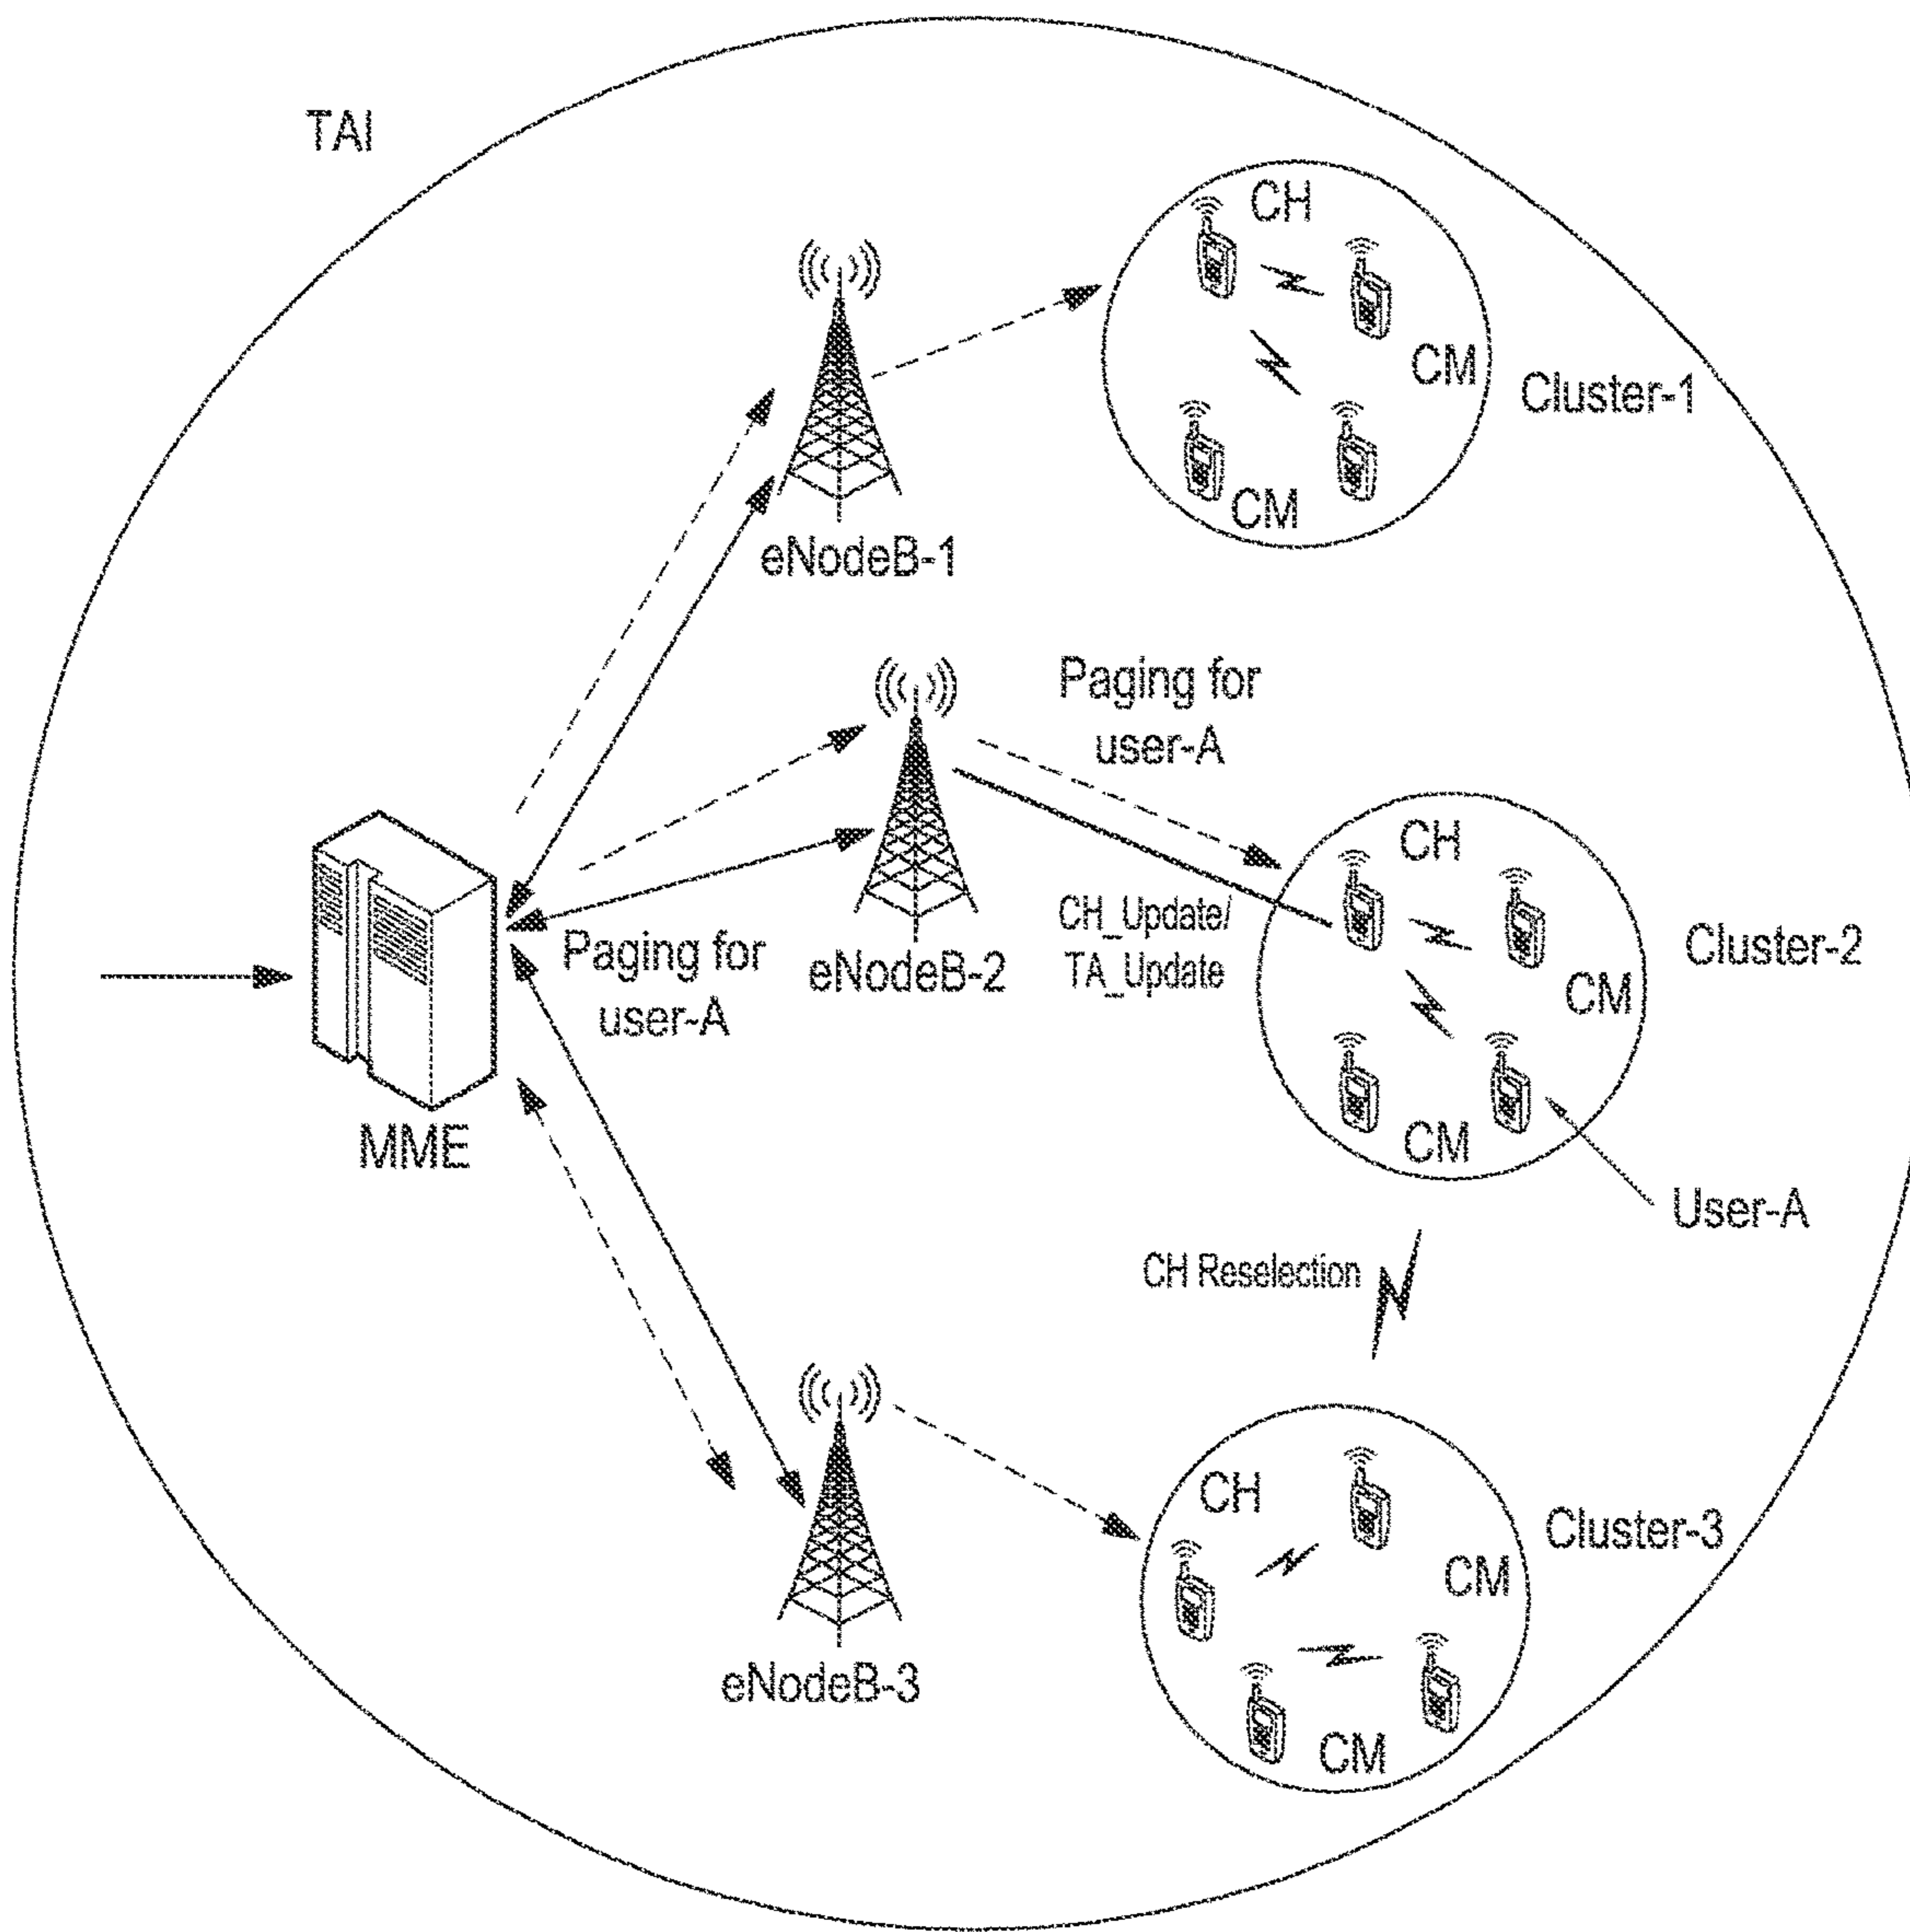 TAI
CH
CM
Cluster-1
CM
eNodeB-1
Paging for
user-A
CH
CH_Update/
TA_Update
Cluster-2
Paging for
user-A
eNodeB-2
CM
MME
CM
User-A
CH Reselection
CH
Cluster-3
CM
eNodeB-3
CM